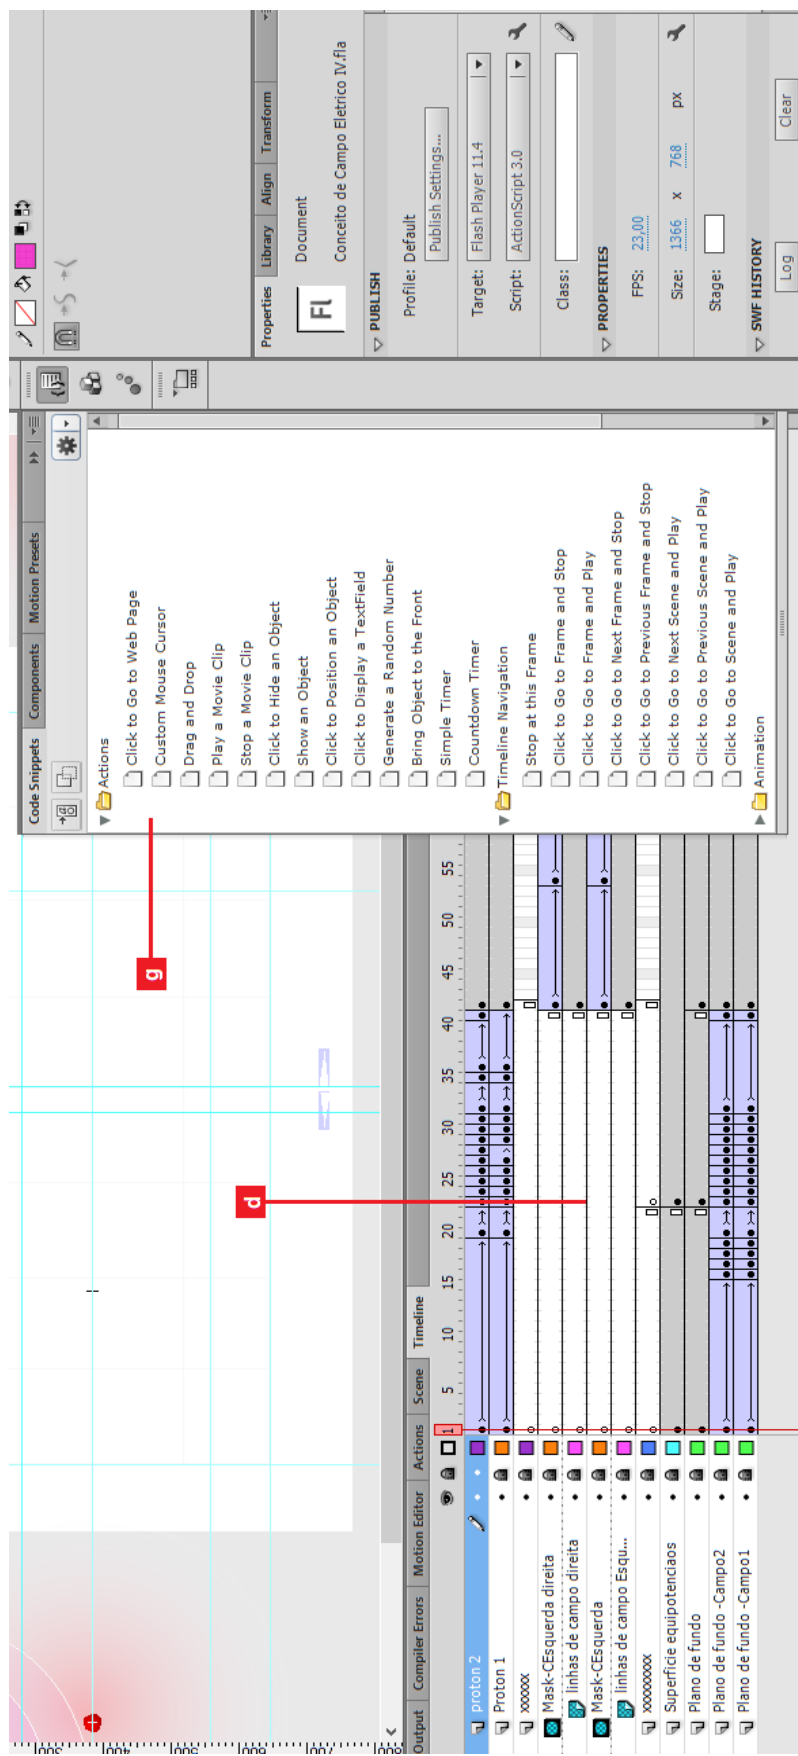 Properties Library Align Transform
Document
Conceito de Campo Eletrico IV.fla
Fl
PUBLISH
Profile: Default
Publish Settings...
Target: Flash Player 11.4
Script: ActionScript 3.0
Class:
PROPERTIES
FPS: 23,00
Size: 1366 x 768 px
Stage:
SWF HISTORY
Log Clear
Code Snippets Components Motion Presets
Actions
Click to Go to Web Page
Custom Mouse Cursor
Drag and Drop
Play a Movie Clip
Stop a Movie Clip
Click to Hide an Object
Show an Object
Click to Position an Object
Click to Display a TextField
Generate a Random Number
Bring Object to the Front
Simple Timer
Countdown Timer
Timeline Navigation
Stop at this Frame
Click to Go to Frame and Stop
Click to Go to Frame and Play
Click to Go to Next Frame and Stop
Click to Go to Previous Frame and Stop
Click to Go to Next Scene and Play
Click to Go to Previous Scene and Play
Click to Go to Scene and Play
Animation
g
d
Output Compiler Errors Motion Editor Actions Scene Timeline
1 5 10 15 20 25 30 35 40 45 50 55
proton 2
Proton 1
xxxxxx
Mask-CEsquerda direita
linhas de campo direita
Mask-CEsquerda
linhas de campo Esqu...
xxxxxxxxx
Superficie equipotenciaos
Plano de fundo
Plano de fundo -Campo2
Plano de fundo -Campo1